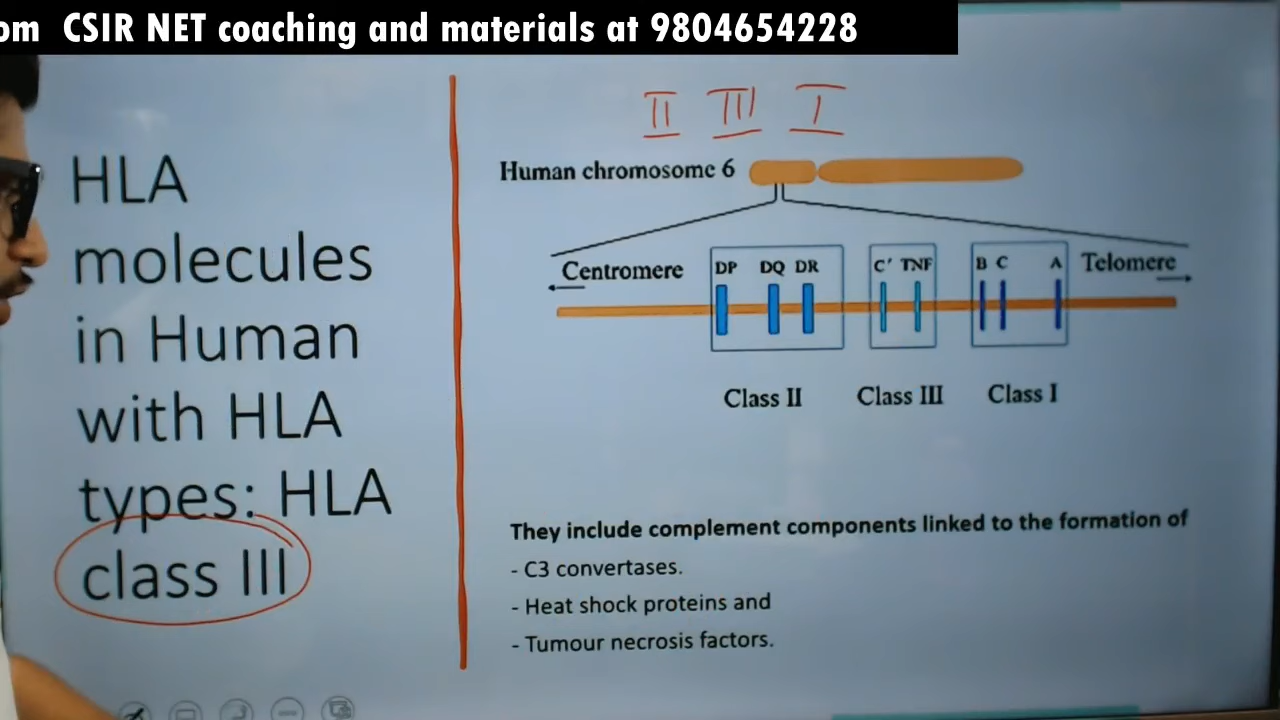 om CSIR NET coaching and materials at 9804654228
HLA
molecules
in Human
with HLA
types: HLA
class III
II III I
Human chromosome 6
Centromere
DP DQ DR
C' TNF
B C A
Telomere
Class II
Class III
Class I
They include complement components linked to the formation of
- C3 convertases.
- Heat shock proteins and
- Tumour necrosis factors.